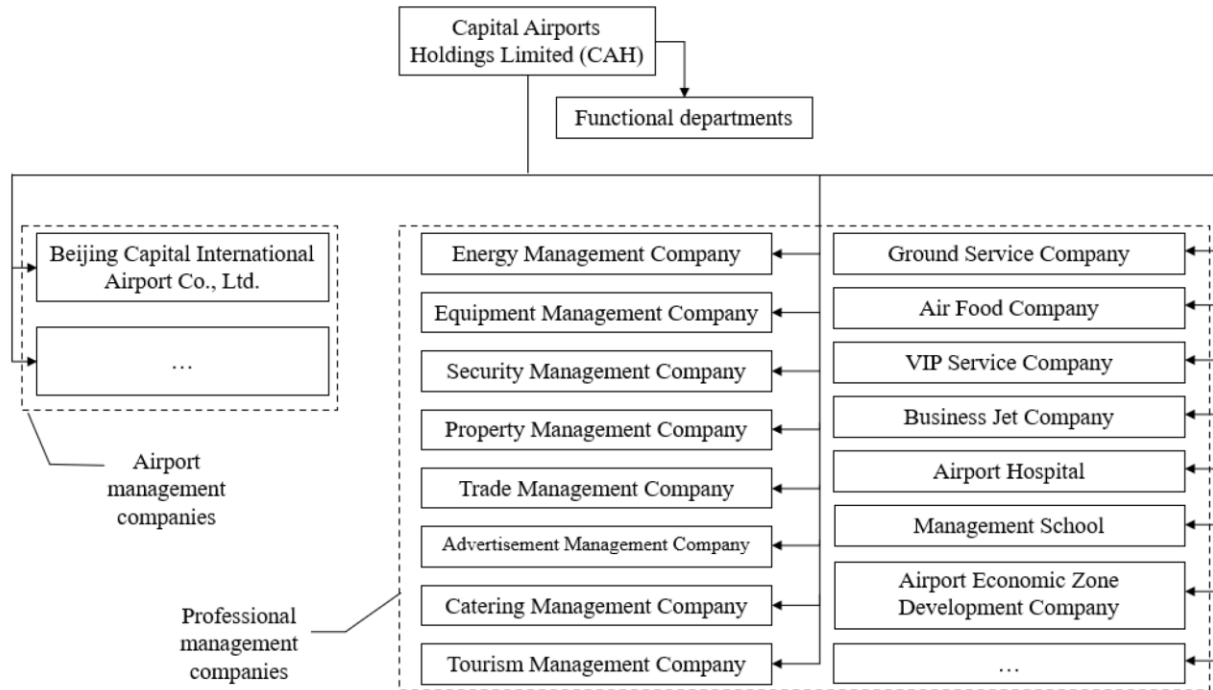 Capital Airports
Holdings Limited (CAH)
Functional departments
Beijing Capital International
Airport Co., Ltd.
…
Airport
management
companies
Energy Management Company
Equipment Management Company
Security Management Company
Property Management Company
Trade Management Company
Advertisement Management Company
Catering Management Company
Tourism Management Company
Ground Service Company
Air Food Company
VIP Service Company
Business Jet Company
Airport Hospital
Management School
Airport Economic Zone
Development Company
…
Professional
management
companies